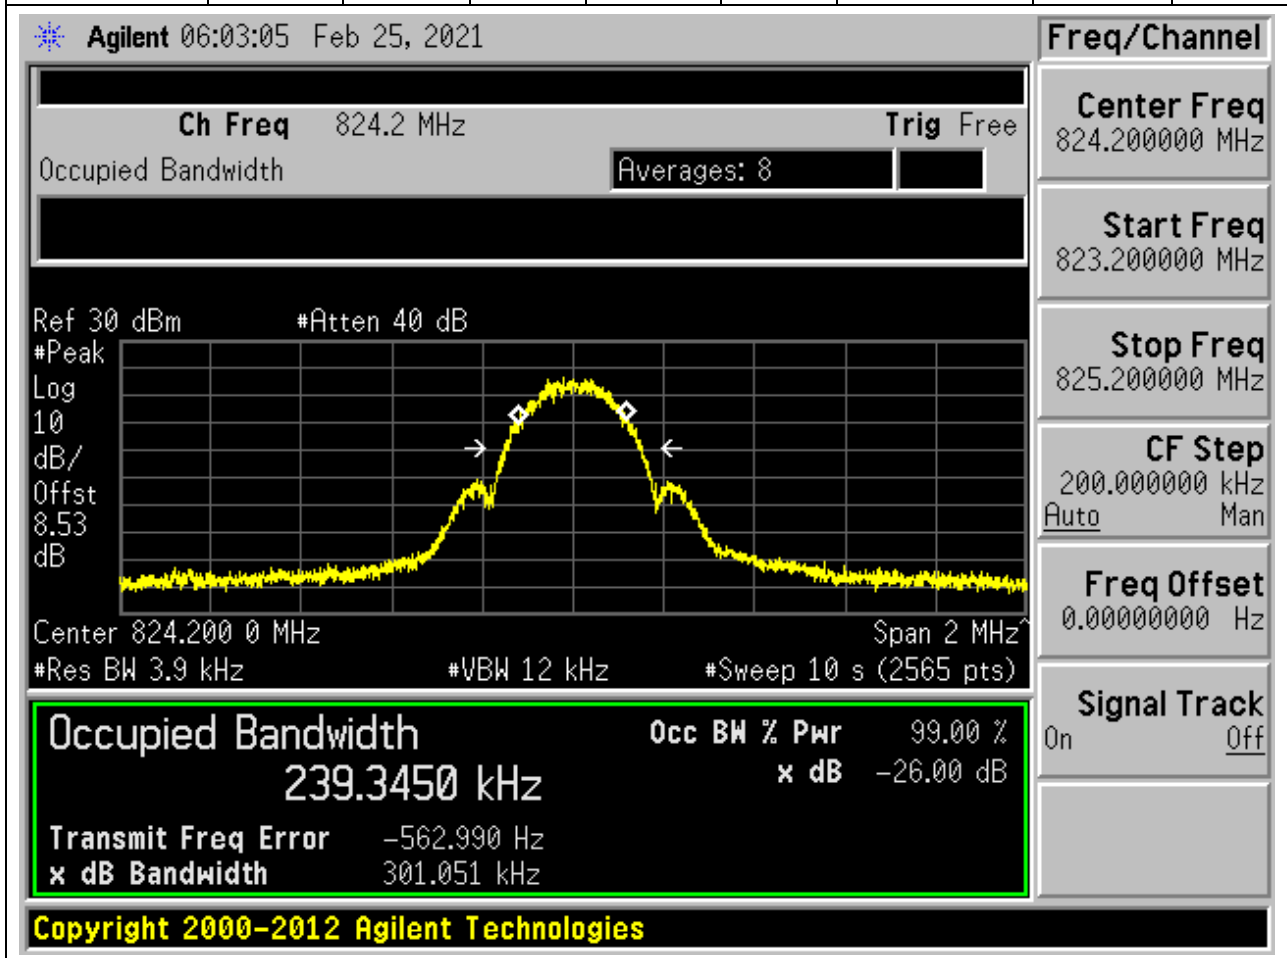 Agilent 06:03:05 Feb 25, 2021
Freq/Channel
Ch Freq 824.2 MHz Trig Free
Occupied Bandwidth Averages: 8
Center Freq
824.200000 MHz
Start Freq
823.200000 MHz
Stop Freq
825.200000 MHz
CF Step
200.000000 kHz
Auto Man
Freq Offset
0.00000000 Hz
Signal Track
On Off
Ref 30 dBm #Atten 40 dB
#Peak
Log
10
dB/
Offst
8.53
dB
Center 824.200 0 MHz Span 2 MHz^
#Res BW 3.9 kHz #VBW 12 kHz #Sweep 10 s (2565 pts)
Occupied Bandwidth Occ BW % Pwr 99.00 %
239.3450 kHz x dB -26.00 dB
Transmit Freq Error -562.990 Hz
x dB Bandwidth 301.051 kHz
Copyright 2000-2012 Agilent Technologies